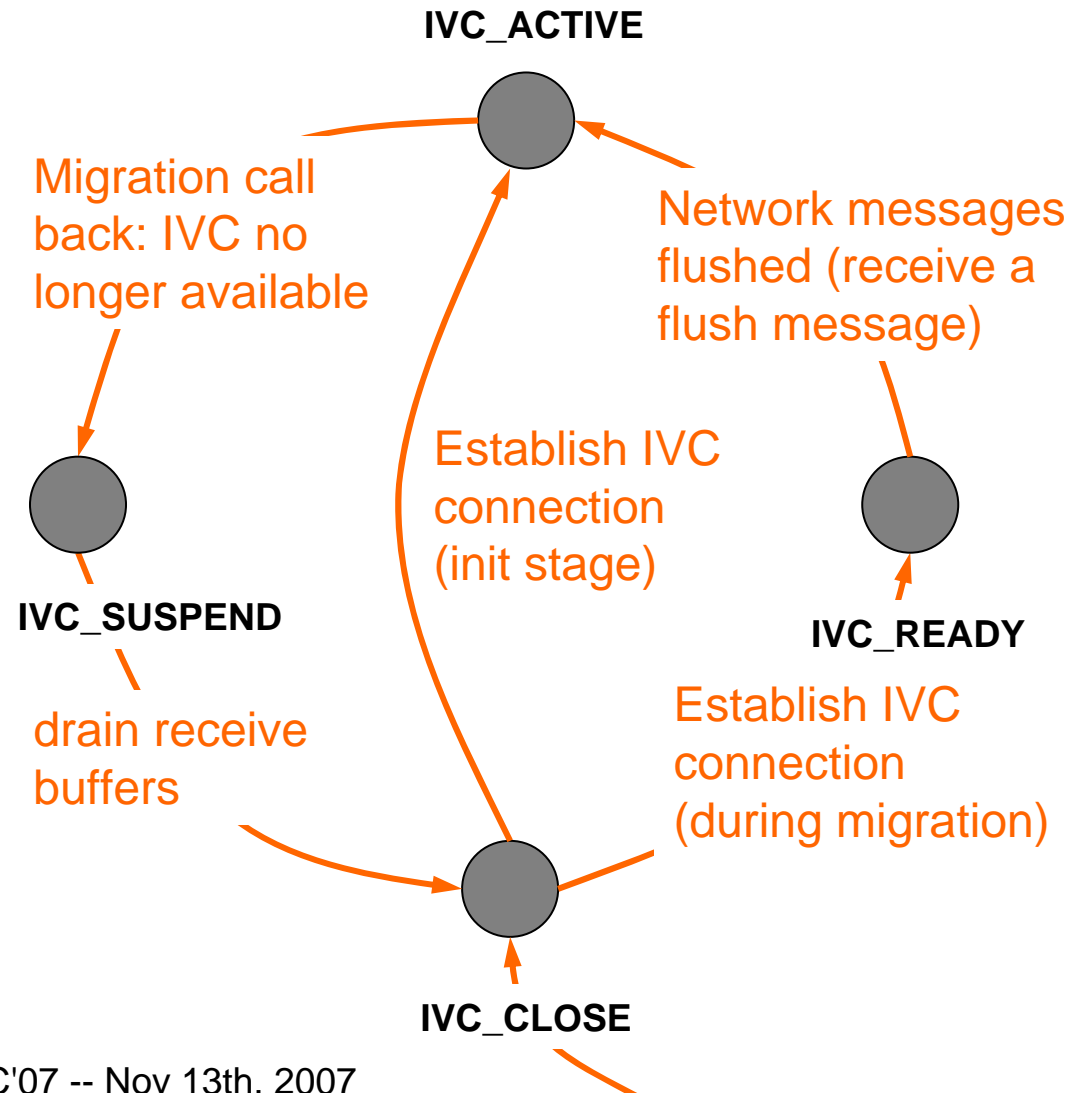 IVC_ACTIVE
Migration call
back: IVC no
longer available
Network messages
flushed (receive a
flush message)
Establish IVC
connection
(init stage)
IVC_SUSPEND
IVC_READY
drain receive
buffers
Establish IVC
connection
(during migration)
IVC_CLOSE
C'07 -- Nov 13th, 2007